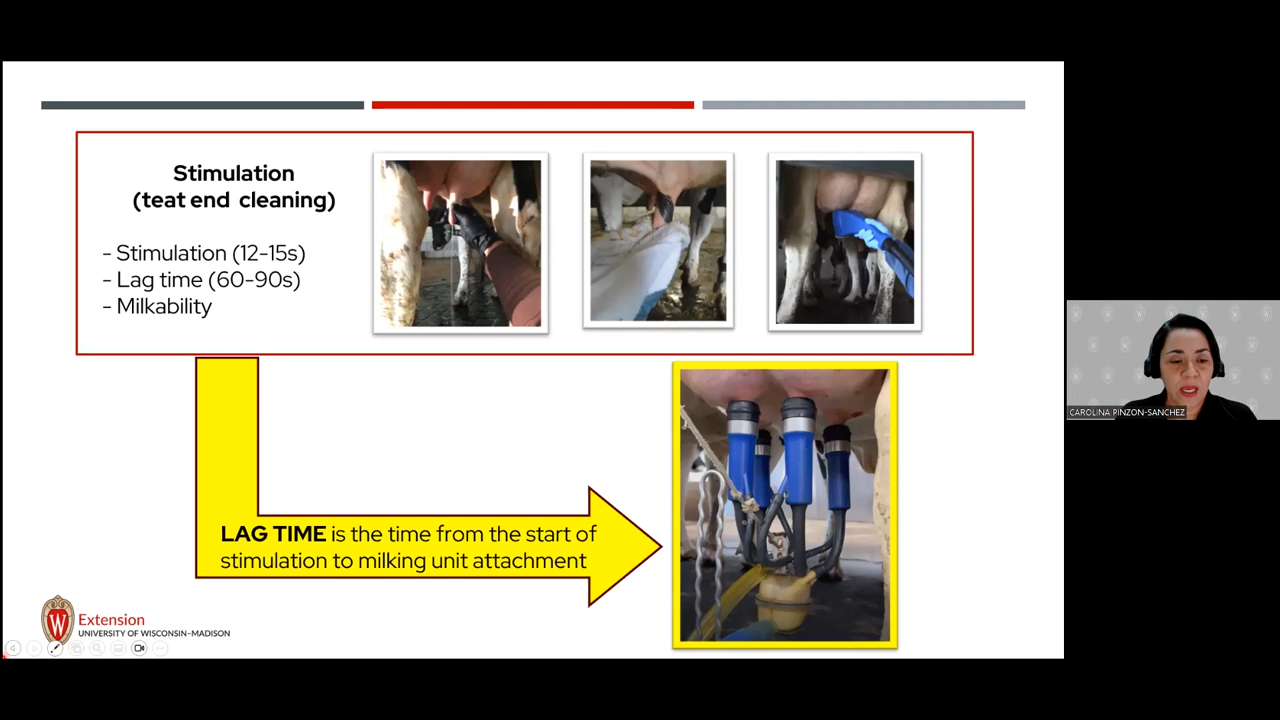 Stimulation
(teat end cleaning)
- Stimulation (12-15s)
- Lag time (60-90s)
- Milkability
LAG TIME is the time from the start of
stimulation to milking unit attachment
W
Extension
UNIVERSITY OF WISCONSIN–MADISON
CAROLINA PINZON-SANCHEZ